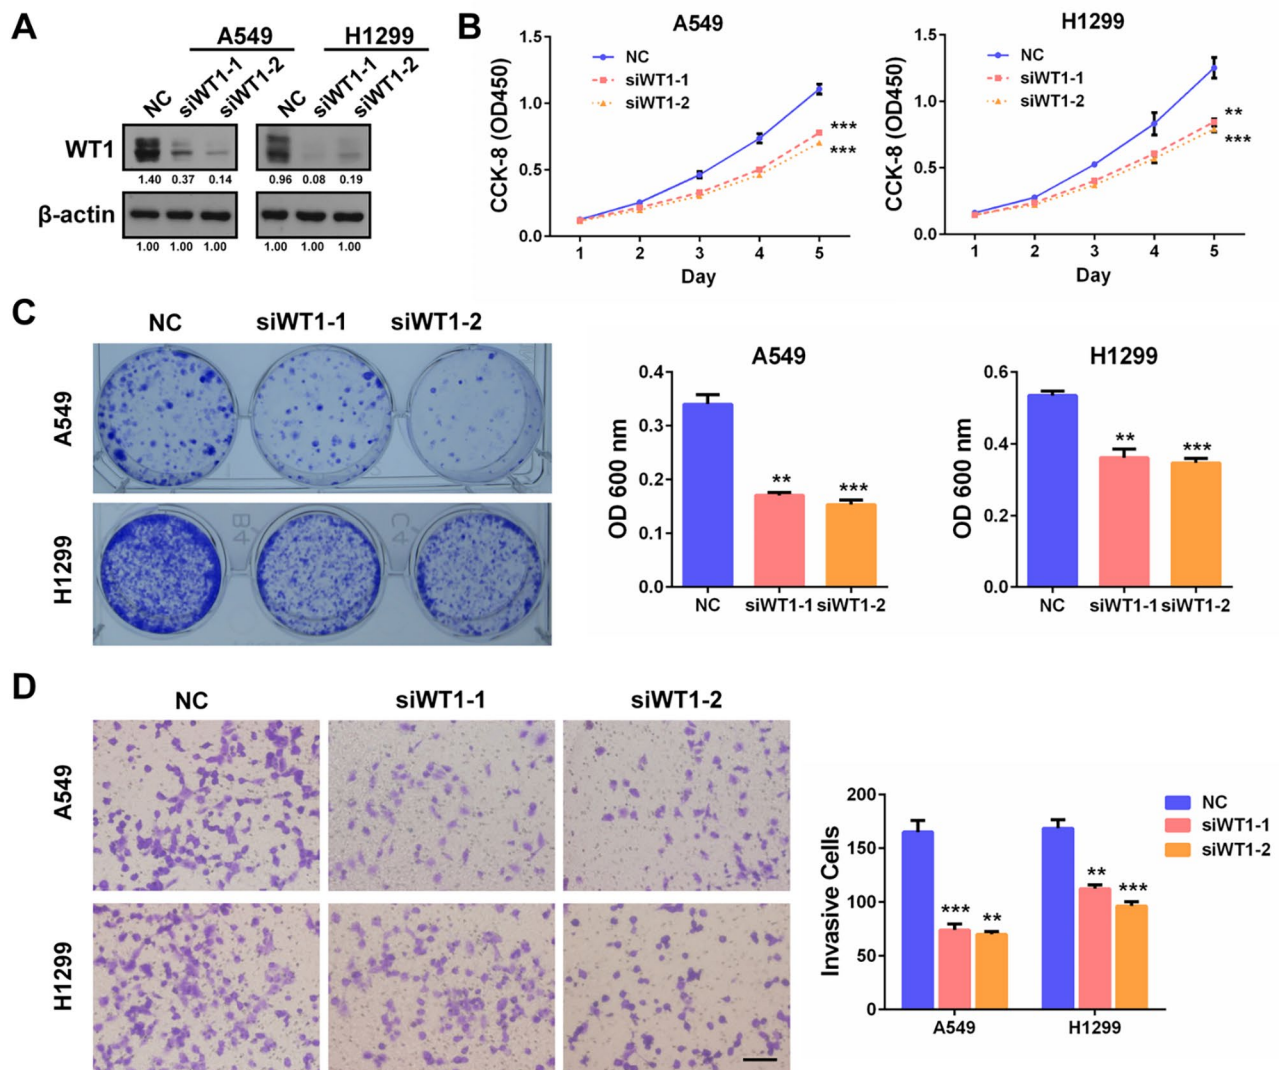 A
A549
H1299
NC
siWT1-1
siWT1-2
NC
siWT1-1
siWT1-2
WT1
1.40 0.37 0.14
0.96 0.08 0.19
β-actin
1.00 1.00 1.00
1.00 1.00 1.00
B
A549
CCK-8 (OD450)
1.5
1.0
0.5
0.0
NC
siWT1-1
siWT1-2
***
***
1 2 3 4 5
Day
H1299
CCK-8 (OD450)
1.5
1.0
0.5
0.0
NC
siWT1-1
siWT1-2
**
***
1 2 3 4 5
Day
C
NC siWT1-1 siWT1-2
A549
H1299
B4
C4
A549
OD 600 nm
0.4
0.3
0.2
0.1
0.0
**
***
NC siWT1-1 siWT1-2
H1299
OD 600 nm
0.6
0.4
0.2
0.0
**
***
NC siWT1-1 siWT1-2
D
NC siWT1-1 siWT1-2
A549
H1299
Invasive Cells
200
150
100
50
0
*** **
** ***
A549 H1299
NC
siWT1-1
siWT1-2